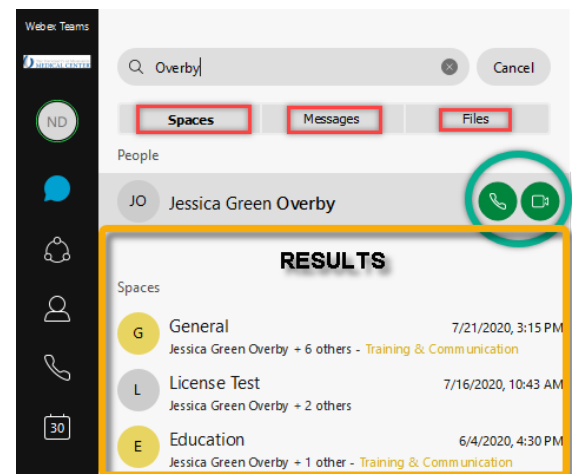 Webex Teams
MEDICAL CENTER
Overby
Cancel
ND
Spaces Messages Files
People
JO Jessica Green Overby
RESULTS
Spaces
G General 7/21/2020, 3:15 PM
Jessica Green Overby + 6 others - Training & Communication
L License Test 7/16/2020, 10:43 AM
Jessica Green Overby + 2 others
30
E Education 6/4/2020, 4:30 PM
Jessica Green Overby + 1 other - Training & Communication